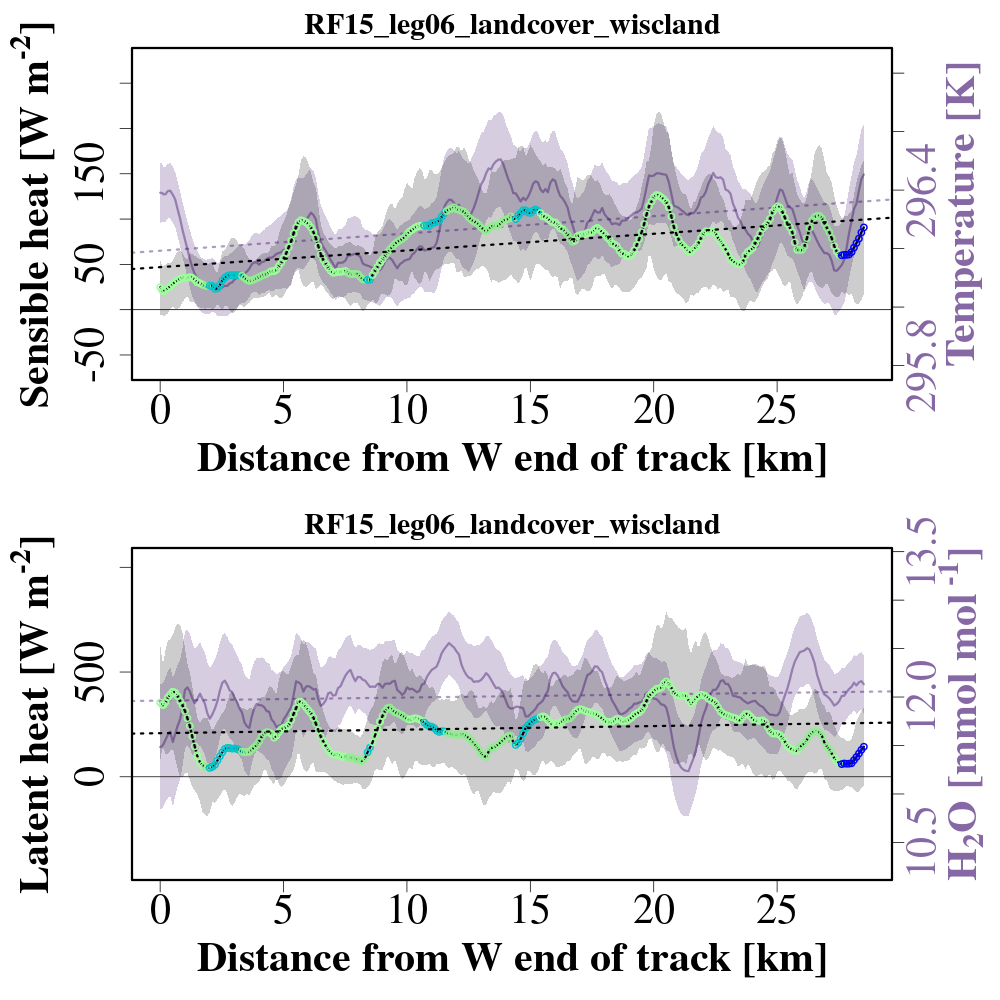 RF15_leg06_landcover_wiscland
Sensible heat [W m-2]
150
50
-50
296.4
295.8
Temperature [K]
0 5 10 15 20 25
Distance from W end of track [km]
RF15_leg06_landcover_wiscland
Latent heat [W m-2]
500
0
13.5
12.0
10.5
H2O [mmol mol-1]
0 5 10 15 20 25
Distance from W end of track [km]